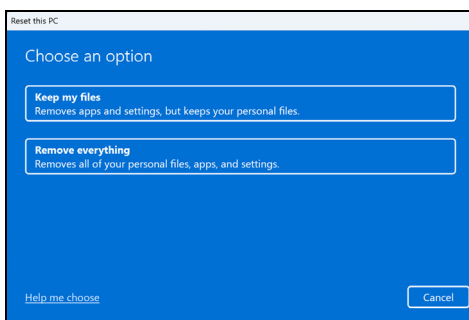 Reset this PC
Choose an option
Keep my files
Removes apps and settings, but keeps your personal files.
Remove everything
Removes all of your personal files, apps, and settings.
Help me choose
Cancel